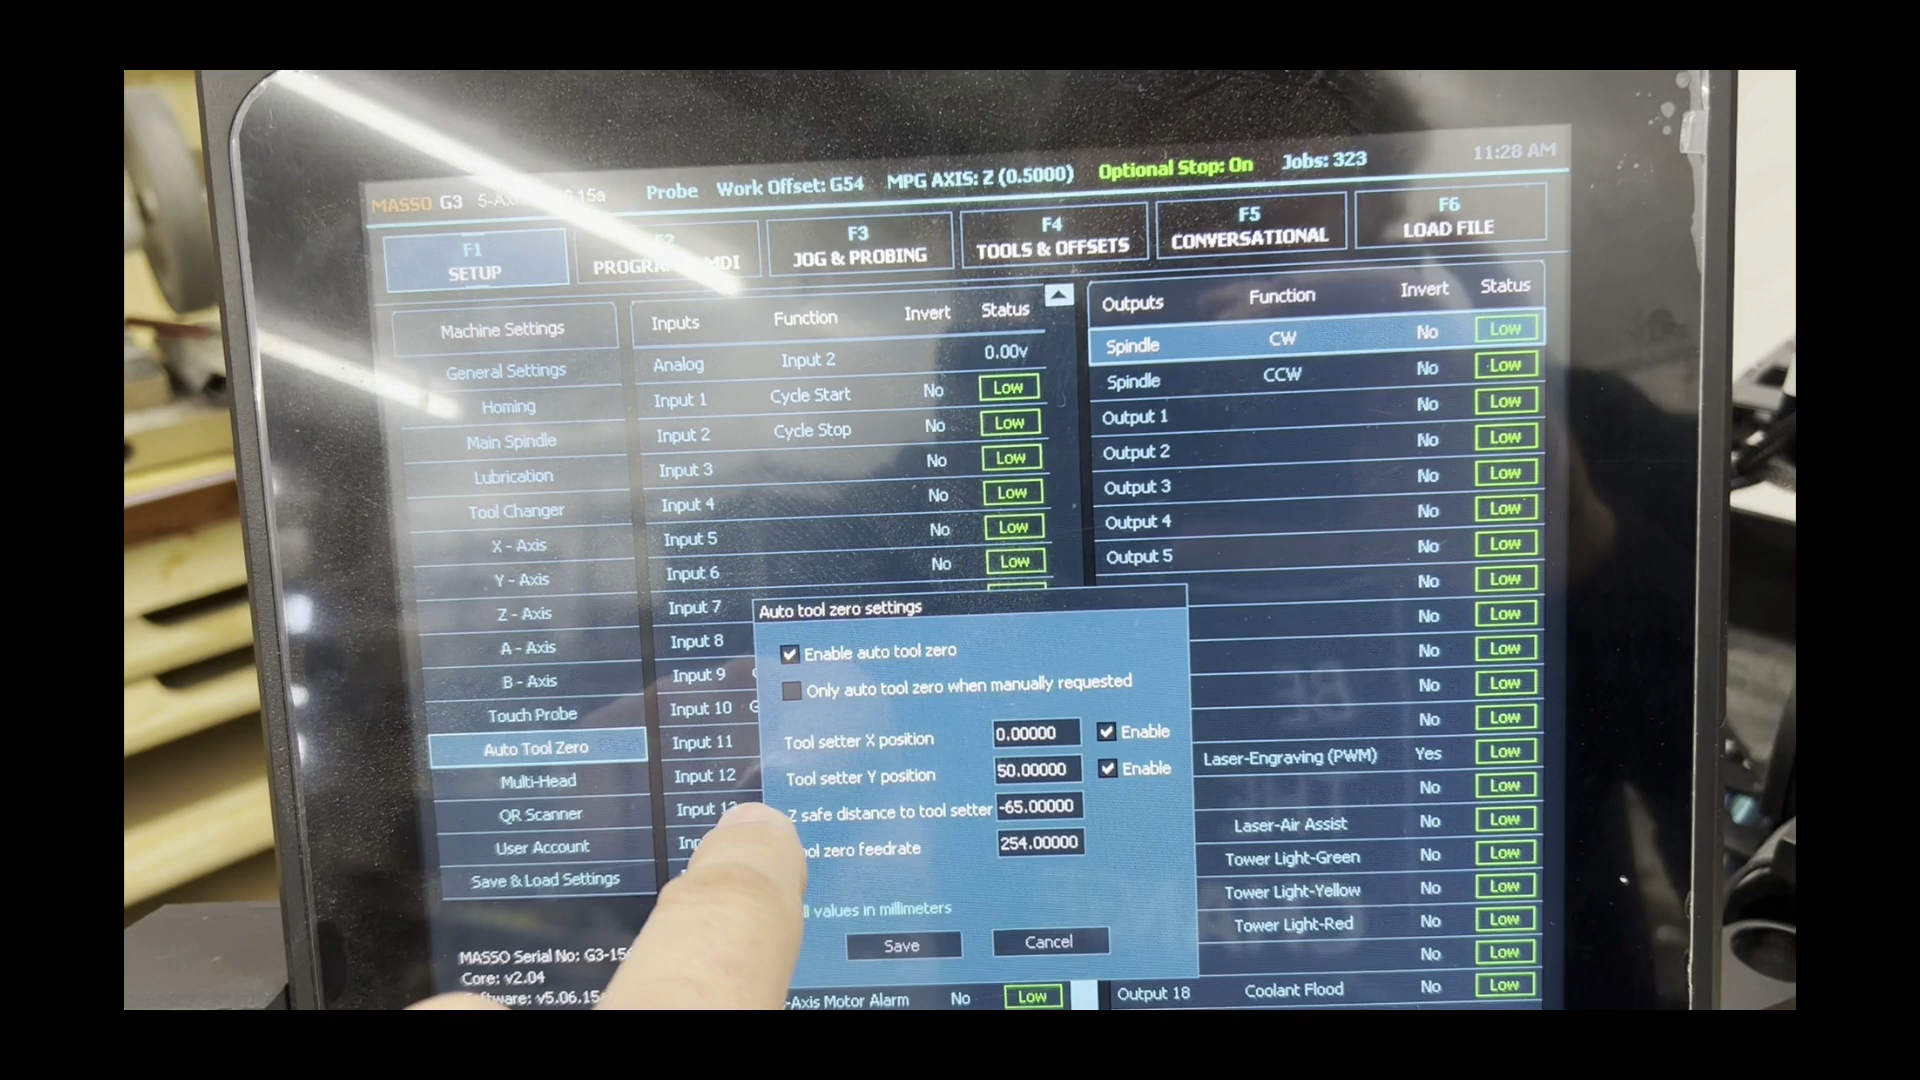 MASSO G3 15a Probe Work Offset: G54 MPG AXIS: Z (0.5000) Optional Stop: On Jobs: 323 11:28 AM
F1 F3 F4 F5 F6
SETUP MDI JOG & PROBING TOOLS & OFFSETS CONVERSATIONAL LOAD FILE
Machine Settings
General Settings
Homing
Main Spindle
Lubrication
Tool Changer
X - Axis
Y - Axis
Z - Axis
A - Axis
B - Axis
Touch Probe
Auto Tool Zero
Multi-Head
QR Scanner
User Account
Save & Load Settings
MASSO Serial No: G3-15
Core: v2.04
v5.06.15
Inputs Function Invert Status
Analog Input 2 0.00v
Input 1 Cycle Start No Low
Input 2 Cycle Stop No Low
Input 3 No Low
Input 4 No Low
Input 5 No Low
Input 6 No Low
Input 7
Input 8
Input 9
Input 10
Input 11
Input 12
Input
-Axis Motor Alarm No Low
Auto tool zero settings
Enable auto tool zero
Only auto tool zero when manually requested
Tool setter X position 0.00000 Enable
Tool setter Y position 50.00000 Enable
Z safe distance to tool setter -65.00000
zero feedrate 254.00000
values in millimeters
Save Cancel
Outputs Function Invert Status
Spindle CW No Low
Spindle CCW No Low
Output 1 No Low
Output 2 No Low
Output 3 No Low
Output 4 No Low
Output 5 No Low
No Low
No Low
No Low
No Low
No Low
Laser-Engraving (PWM) Yes Low
No Low
Laser-Air Assist No Low
Tower Light-Green No Low
Tower Light-Yellow No Low
Tower Light-Red No Low
No Low
Output 18 Coolant Flood No Low